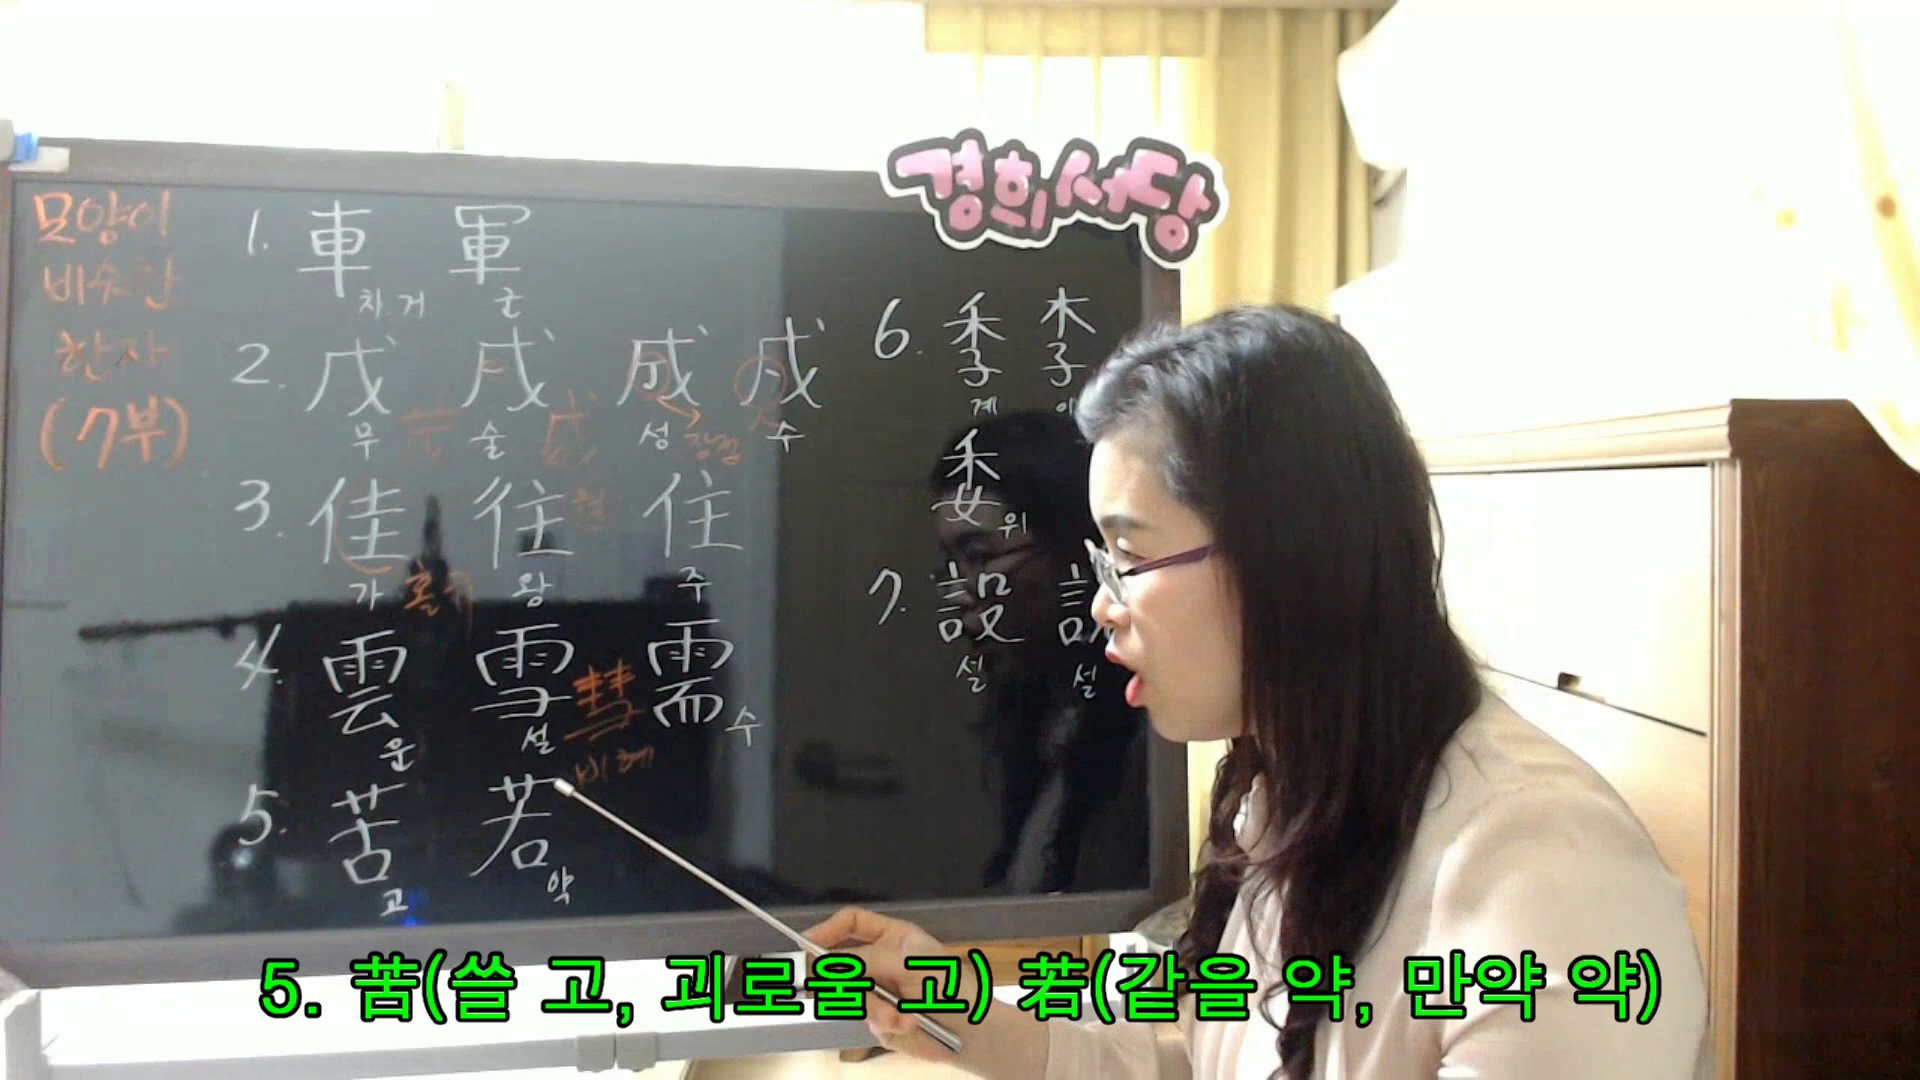 경희서당
모양이
비슷한
한자
(7부)
1. 車 軍
차.거 군
2. 戊 戌 成 戍
무 술 성 수
3. 佳 往 住
가 왕 주
4. 雲 雪 彗 需
운 설 비혜 수
5. 苦 若
고 약
6. 季 李
계
委
위
7. 設
설 설
5. 苦(쓸 고, 괴로울 고) 若(같을 약, 만약 약)